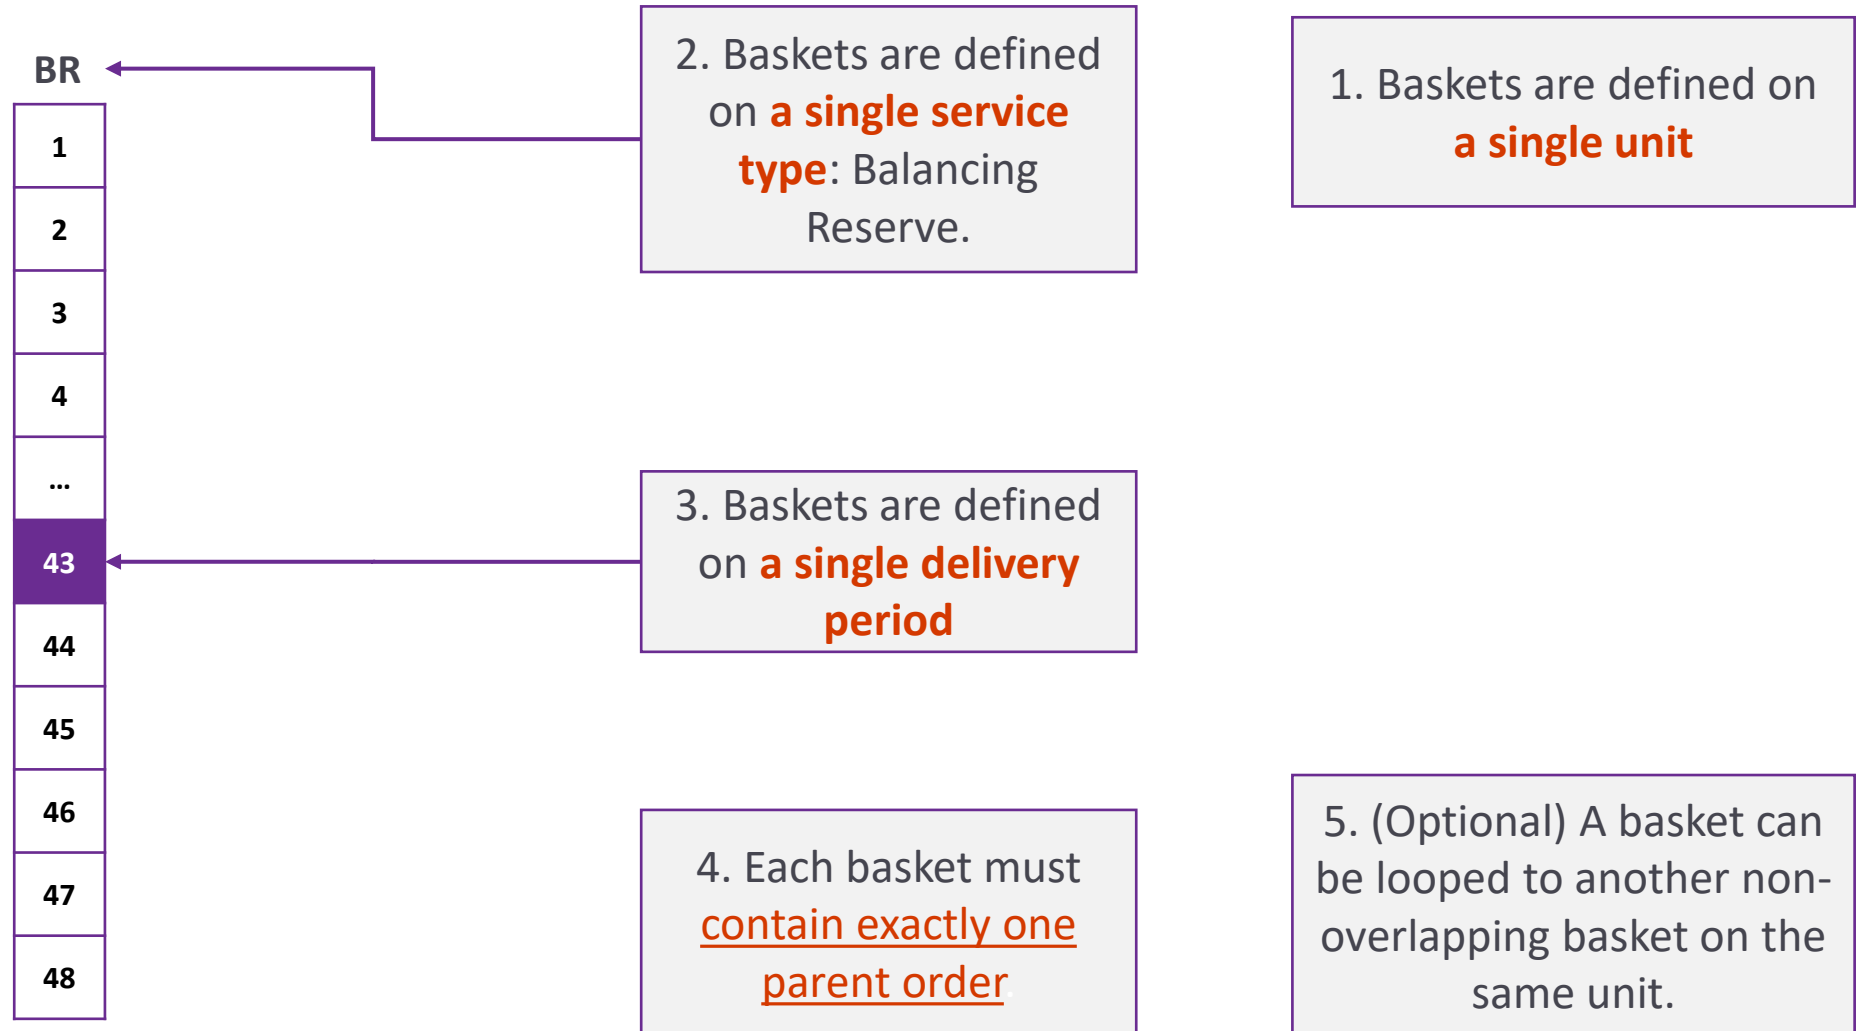 BR
1
2
3
4
...
43
44
45
46
47
48
2. Baskets are defined
on a single service
type: Balancing
Reserve.
1. Baskets are defined on
a single unit
3. Baskets are defined
on a single delivery
period
4. Each basket must
contain exactly one
parent order.
5. (Optional) A basket can
be looped to another non-
overlapping basket on the
same unit.